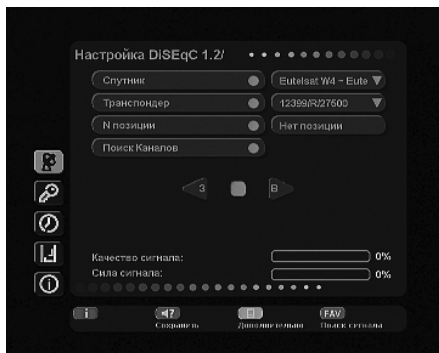 Настройка DiSEqC 1.2/
Спутник
Eutelsat W4 ~ Eute
Транспондер
12399/R/27500
N позиции
Нет позиции
Поиск Каналов
З
В
Качество сигнала:
0%
Сила сигнала:
0%
i
?
FAV
Сохранить
Дополнительно
Поиск сигнала